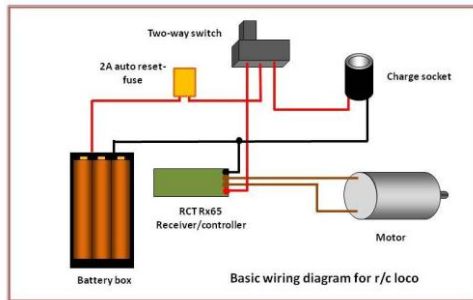 Two-way switch
2A auto reset-
fuse
Charge socket
RCT Rx65
Receiver/controller
Motor
Battery box
Basic wiring diagram for r/c loco